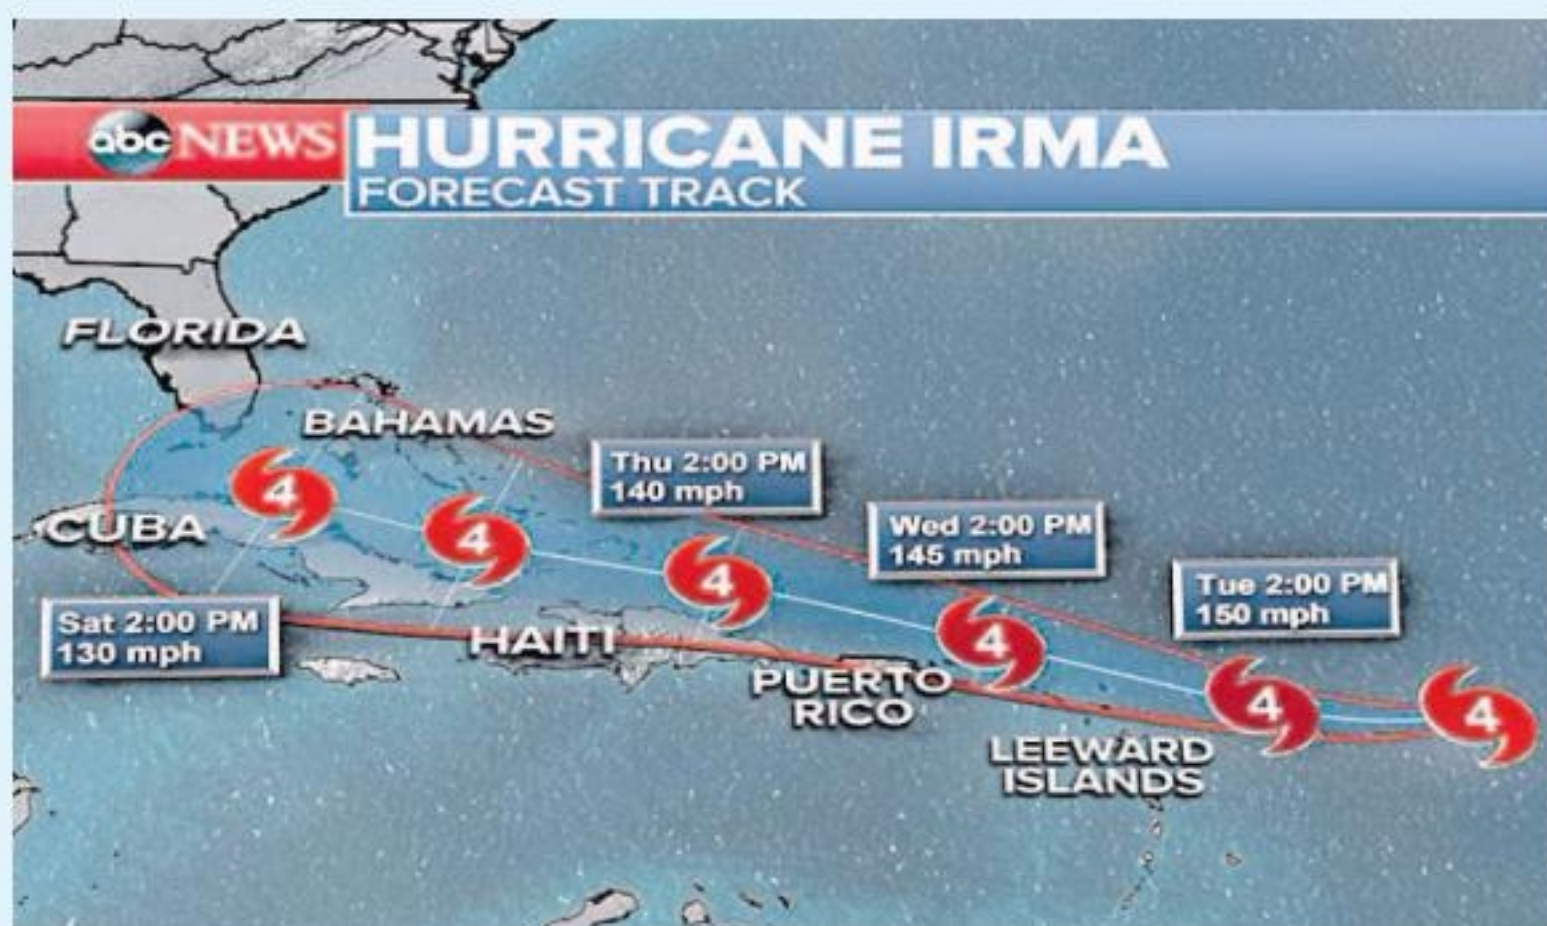 abc NEWS
HURRICANE IRMA
FORECAST TRACK
FLORIDA
BAHAMAS
Thu 2:00 PM
140 mph
4
Wed 2:00 PM
145 mph
CUBA
4
4
Tue 2:00 PM
150 mph
Sat 2:00 PM
130 mph
HAITI
4
PUERTO
RICO
4
4
LEEWARD
ISLANDS